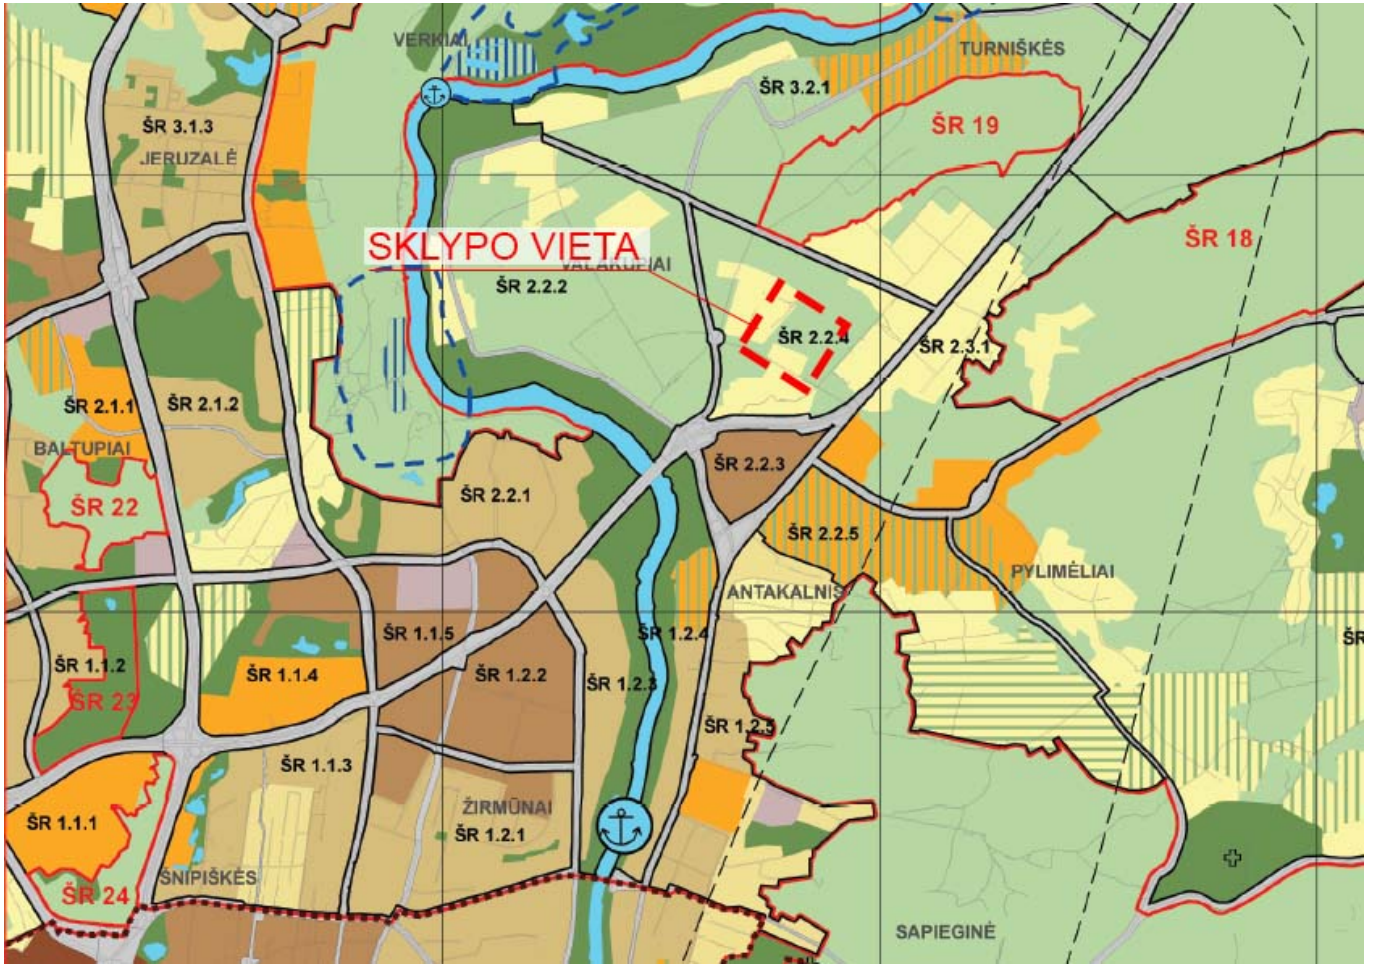 VERKIAI
TURNIŠKĖS
ŠR 3.2.1
ŠR 3.1.3
JERUZALĖ
ŠR 19
ŠR 18
SKLYPO VIETA
VALAKUPIAI
ŠR 2.2.2
ŠR 2.2.4
ŠR 2.3.1
ŠR 2.1.1
ŠR 2.1.2
BALTUPIAI
ŠR 2.2.3
ŠR 22
ŠR 2.2.1
ŠR 2.2.5
PYLIMĖLIAI
ANTAKALNIS
ŠR 1.1.5
ŠR 1.2.4
ŠR
ŠR 1.1.2
ŠR 1.1.4
ŠR 1.2.2
ŠR 1.2.3
ŠR 23
ŠR 1.2.5
ŠR 1.1.3
ŽIRMŪNAI
ŠR 1.1.1
ŠR 1.2.1
ŠNIPIŠKĖS
ŠR 24
SAPIEGINĖ